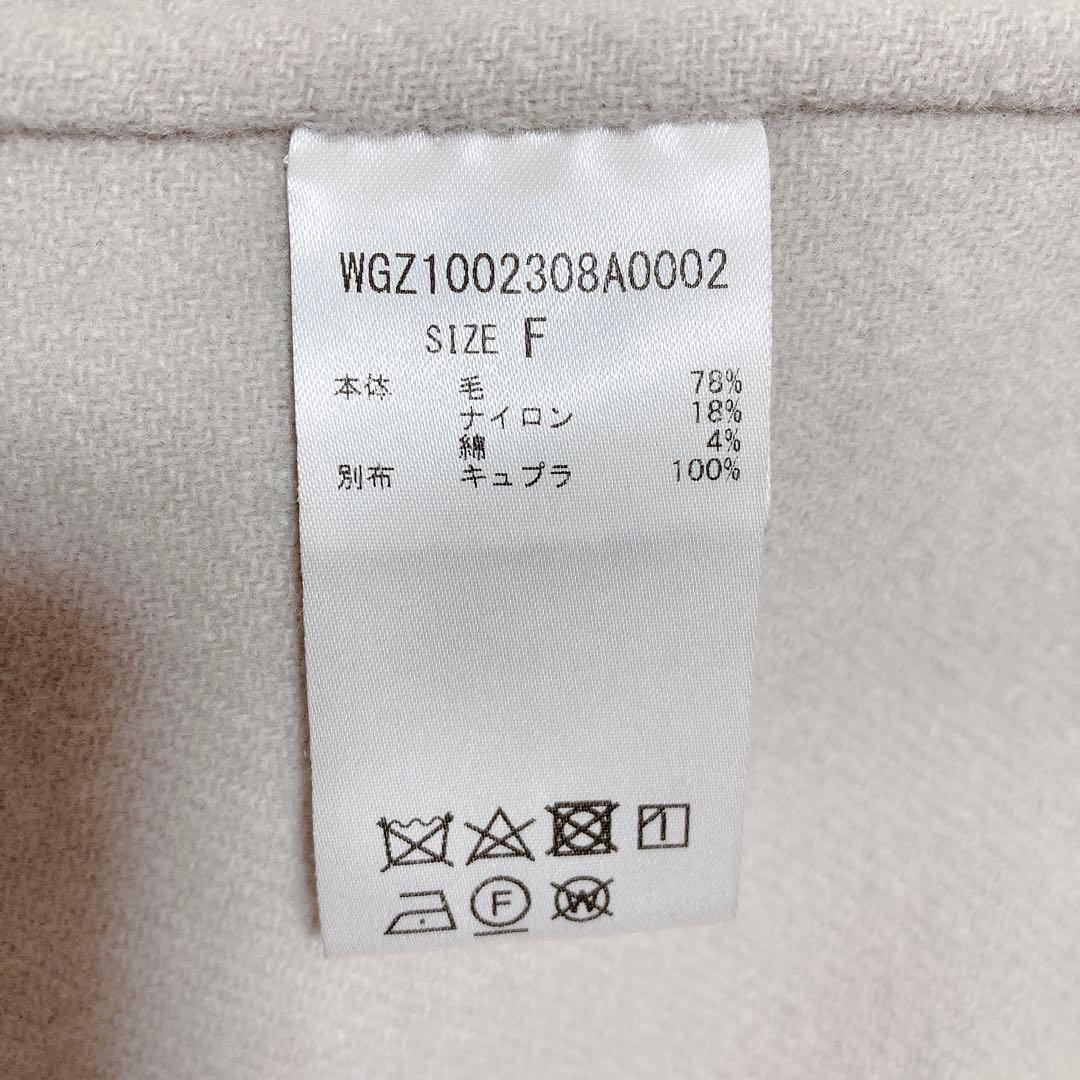 WGZ1002308A0002
SIZE F
本体 毛 78%
ナイロン 18%
綿 4%
別布 キュプラ 100%
F W